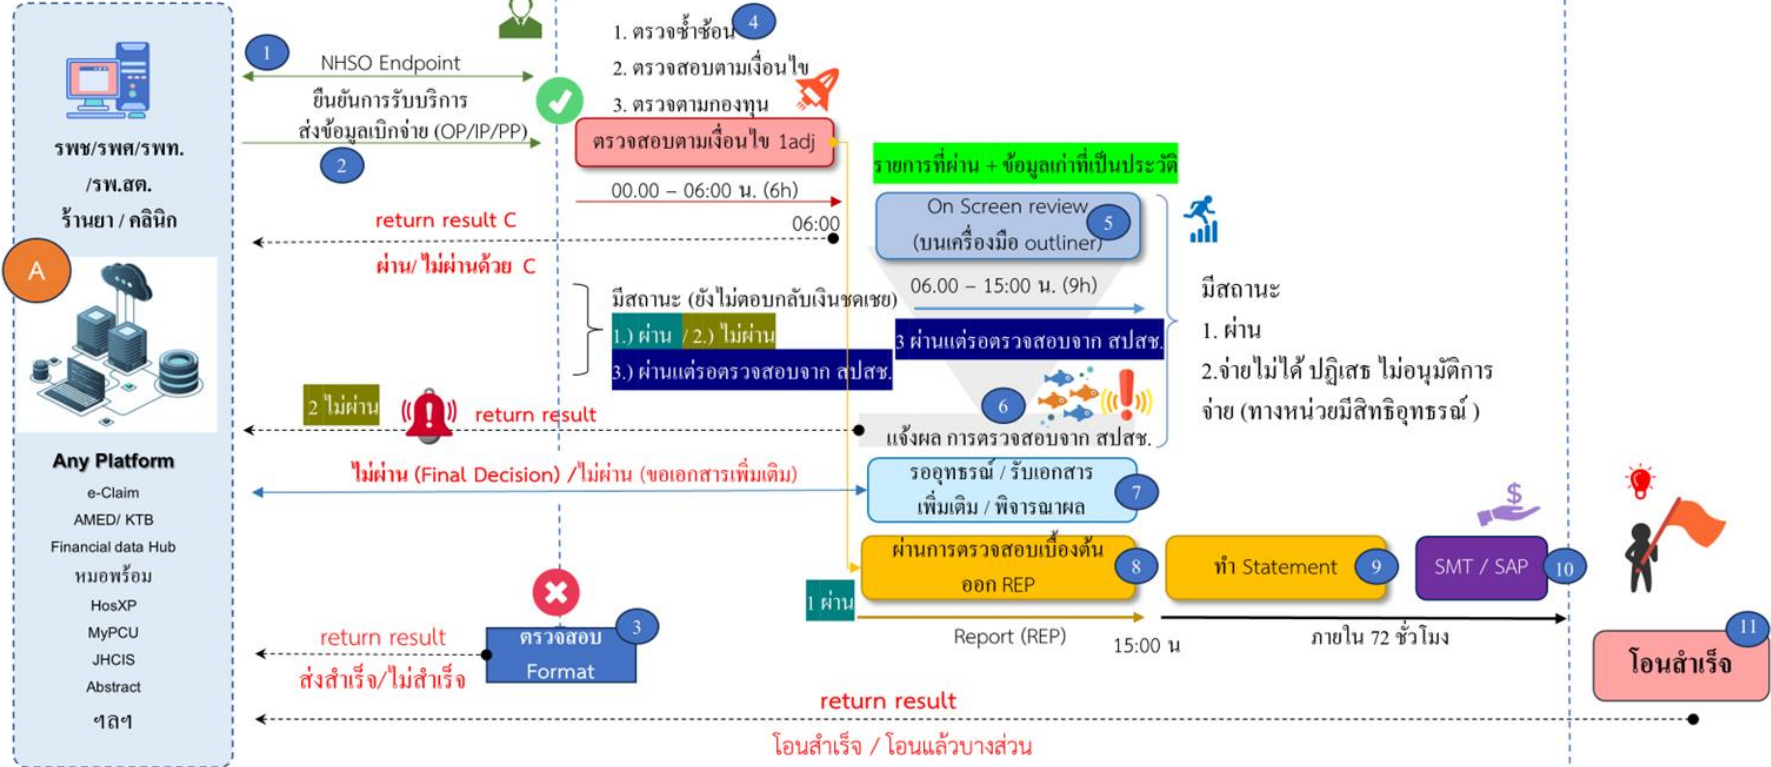 รพช/รพศ/รพท.
/รพ.สต.
ร้านยา / คลินิก
A
Any Platform
e-Claim
AMED/ KTB
Financial data Hub
หมอพร้อม
HosXP
MyPCU
JHCIS
Abstract
ฯลฯ
1
NHSO Endpoint
ยืนยันการรับบริการ
ส่งข้อมูลเบิกจ่าย (OP/IP/PP)
2
4
1. ตรวจซ้ำซ้อน
2. ตรวจสอบตามเงื่อนไข
3. ตรวจตามกองทุน
ตรวจสอบตามเงื่อนไข 1adj
00.00 – 06:00 น. (6h)
06:00
return result C
ผ่าน/ ไม่ผ่านด้วย C
รายการที่ผ่าน + ข้อมูลเก่าที่เป็นประวัติ
On Screen review
(บนเครื่องมือ outliner)
5
06.00 – 15:00 น. (9h)
มีสถานะ (ยังไม่ตอบกลับเงินชดเชย)
1.) ผ่าน / 2.) ไม่ผ่าน
3.) ผ่านแต่รอตรวจสอบจาก สปสช.
3 ผ่านแต่รอตรวจสอบจาก สปสช.
มีสถานะ
1. ผ่าน
2.จ่ายไม่ได้ ปฏิเสธ ไม่อนุมัติการ
จ่าย (ทางหน่วยมีสิทธิอุทธรณ์ )
2 ไม่ผ่าน
return result
6
แจ้งผล การตรวจสอบจาก สปสช.
ไม่ผ่าน (Final Decision) /ไม่ผ่าน (ขอเอกสารเพิ่มเติม)
รออุทธรณ์ / รับเอกสาร
เพิ่มเติม / พิจารณาผล
7
ผ่านการตรวจสอบเบื้องต้น
ออก REP
8
ทำ Statement
9
SMT / SAP
10
1 ผ่าน
Report (REP)
15:00 น
ภายใน 72 ชั่วโมง
ตรวจสอบ
Format
3
return result
ส่งสำเร็จ/ไม่สำเร็จ
11
โอนสำเร็จ
return result
โอนสำเร็จ / โอนแล้วบางส่วน